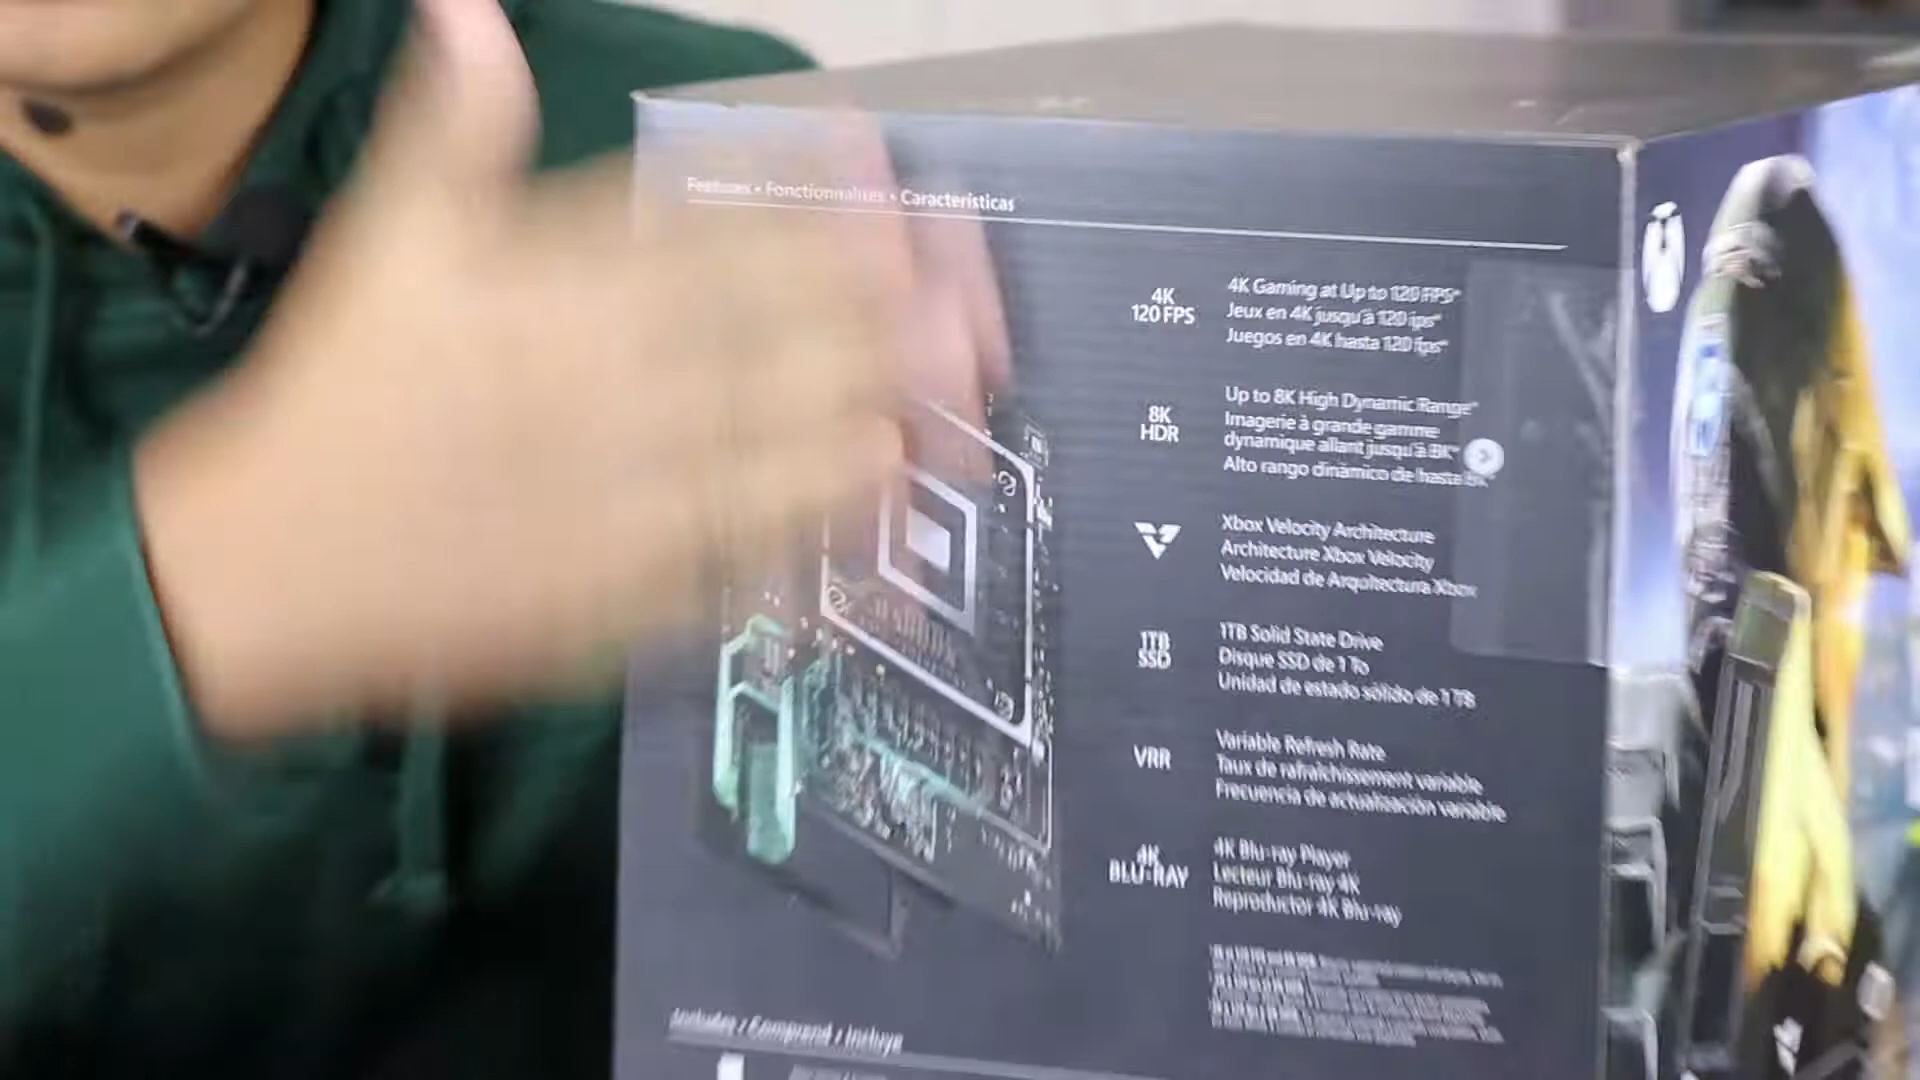 Features • Fonctionnalités • Características
4K
120 FPS
4K Gaming at Up to 120 FPS*
Jeux en 4K jusqu'à 120 ips*
Juegos en 4K hasta 120 fps*
8K
HDR
Up to 8K High Dynamic Range*
Imagerie à grande gamme
dynamique allant jusqu'à 8K*
Alto rango dinámico de hasta 8K*
Xbox Velocity Architecture
Architecture Xbox Velocity
Velocidad de Arquitectura Xbox
1TB
SSD
1TB Solid State Drive
Disque SSD de 1 To
Unidad de estado sólido de 1 TB
VRR
Variable Refresh Rate
Taux de rafraîchissement variable
Frecuencia de actualización variable
4K
BLU-RAY
4K Blu-ray Player
Lecteur Blu-ray 4K
Reproductor 4K Blu-ray
Includes / Comprend / Incluye